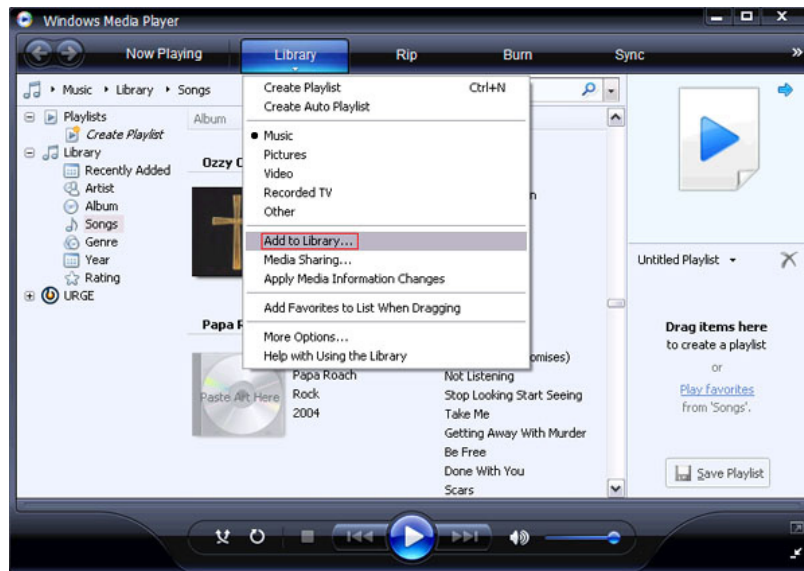 Windows Media Player
Now Playing Library Rip Burn Sync
Music Library Songs
Create Playlist Ctrl+N
Create Auto Playlist
Music
Pictures
Video
Recorded TV
Other
Add to Library...
Media Sharing...
Apply Media Information Changes
Add Favorites to List When Dragging
More Options...
Help with Using the Library
Playlists
Create Playlist
Library
Recently Added
Artist
Album
Songs
Genre
Year
Rating
URGE
Album
Ozzy
Papa
Paste Art Here
Papa Roach
Rock
2004
Not Listening
Stop Looking Start Seeing
Take Me
Getting Away With Murder
Be Free
Done With You
Scars
Untitled Playlist
Drag items here
to create a playlist
or
Play favorites
from 'Songs'.
Save Playlist